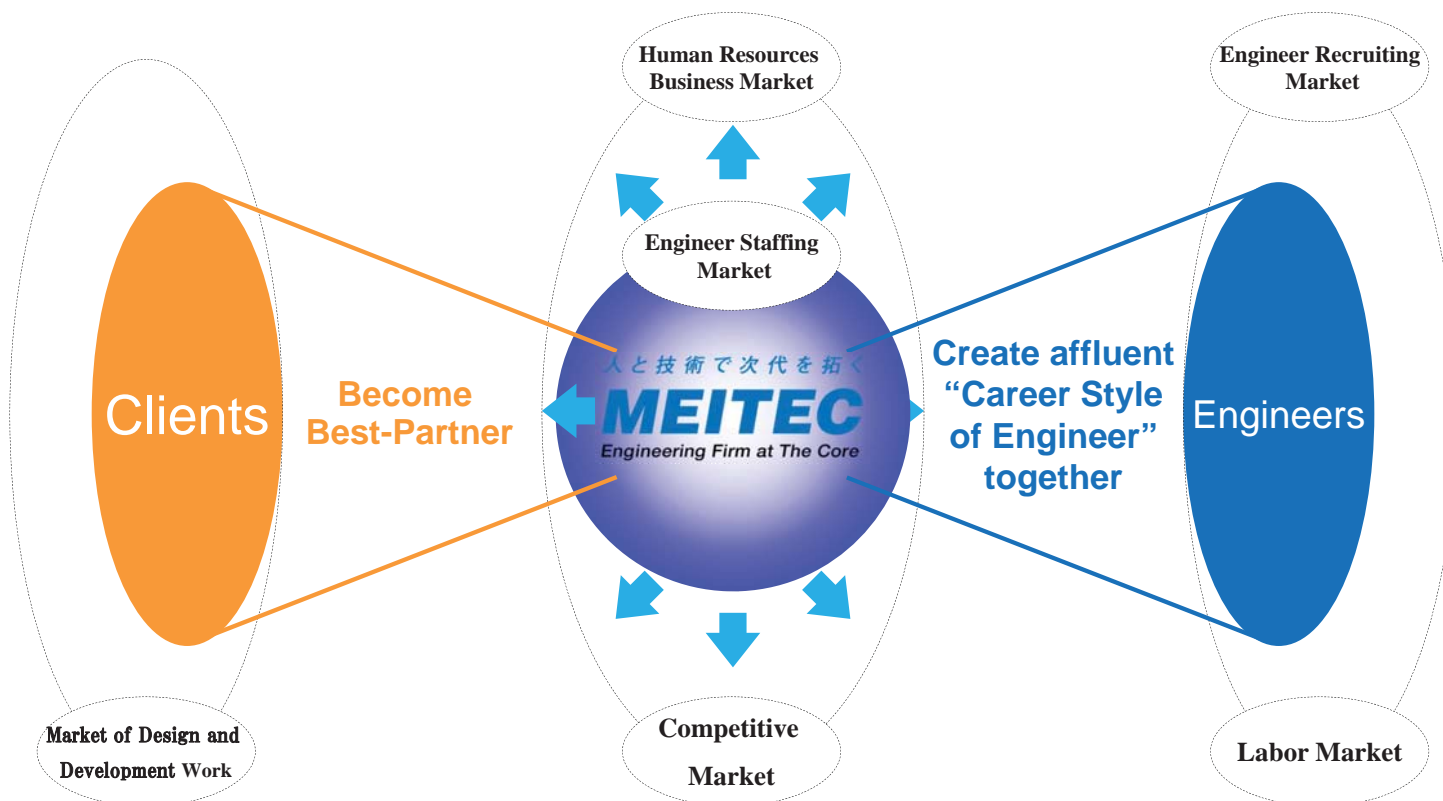 Human Resources
Business Market
Engineer Recruiting
Market
Engineer Staffing
Market
人と技術で次代を拓く
MEITEC
Engineering Firm at The Core
Clients
Become
Best-Partner
Create affluent
“Career Style
of Engineer”
together
Engineers
Market of Design and
Development Work
Competitive
Market
Labor Market